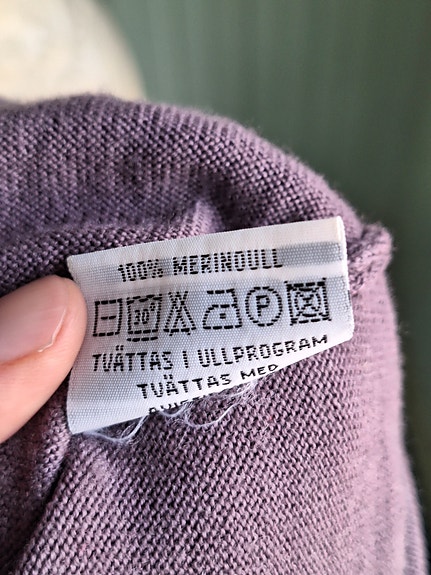 100% MERINOULL
P
TVÄTTAS I ULLPROGRAM
TVÄTTAS MED